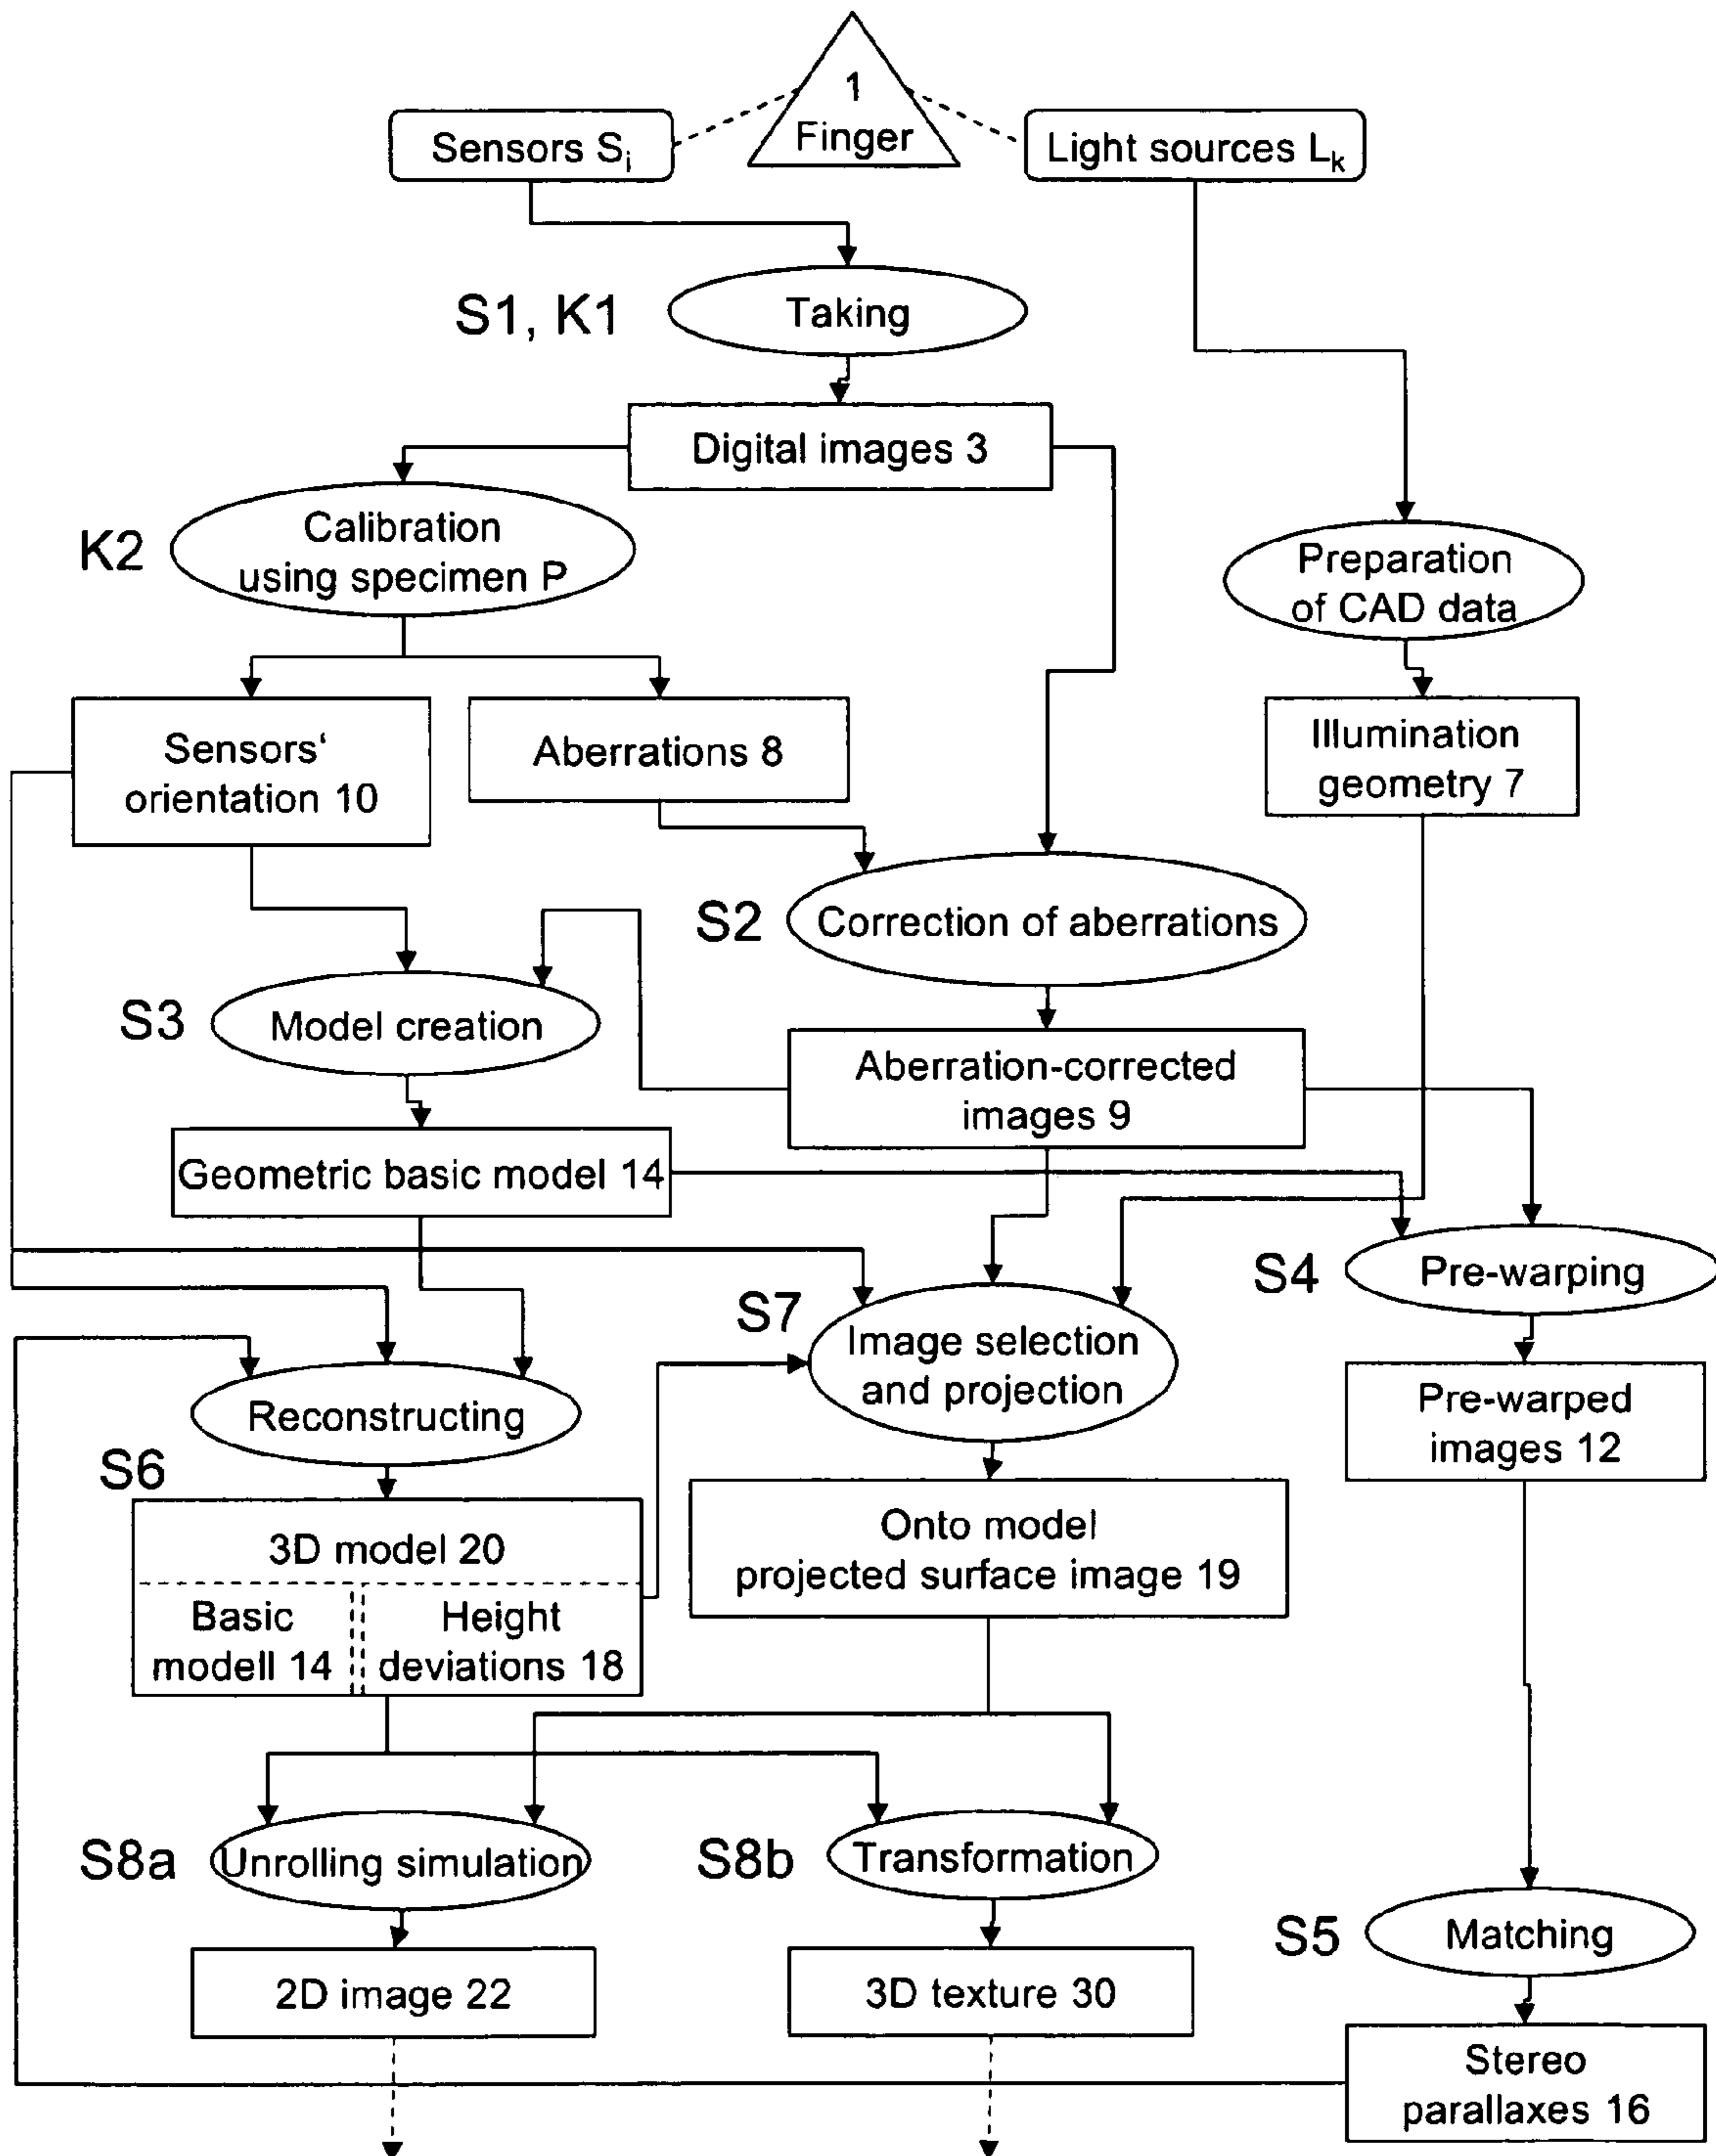 1
Finger
Sensors Si
Light sources Lk
S1, K1
Taking
Digital images 3
K2
Calibration
using specimen P
Preparation
of CAD data
Sensors‘
orientation 10
Aberrations 8
Illumination
geometry 7
S2
Correction of aberrations
S3
Model creation
Aberration-corrected
images 9
Geometric basic model 14
S4
Pre-warping
S7
Image selection
and projection
Reconstructing
Pre-warped
images 12
S6
3D model 20
Basic
modell 14
Height
deviations 18
Onto model
projected surface image 19
S8a
Unrolling simulation
S8b
Transformation
S5
Matching
2D image 22
3D texture 30
Stereo
parallaxes 16